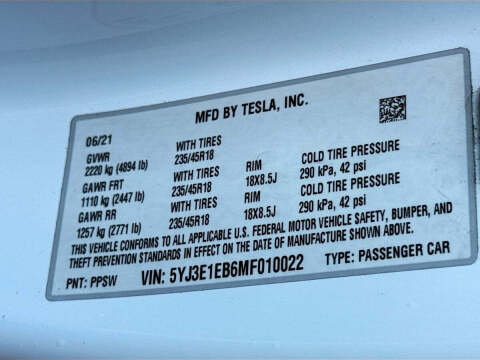 MFD BY TESLA, INC.
06/21
GVWR WITH TIRES
2220 kg (4894 lb) 235/45R18 RIM COLD TIRE PRESSURE
GAWR FRT WITH TIRES 18X8.5J 290 kPa, 42 psi
1110 kg (2447 lb) 235/45R18 RIM COLD TIRE PRESSURE
GAWR RR WITH TIRES 18X8.5J 290 kPa, 42 psi
1257 kg (2771 lb) 235/45R18
THIS VEHICLE CONFORMS TO ALL APPLICABLE U.S. FEDERAL MOTOR VEHICLE SAFETY, BUMPER, AND
THEFT PREVENTION STANDARDS IN EFFECT ON THE DATE OF MANUFACTURE SHOWN ABOVE.
PNT: PPSW VIN: 5YJ3E1EB6MF010022 TYPE: PASSENGER CAR